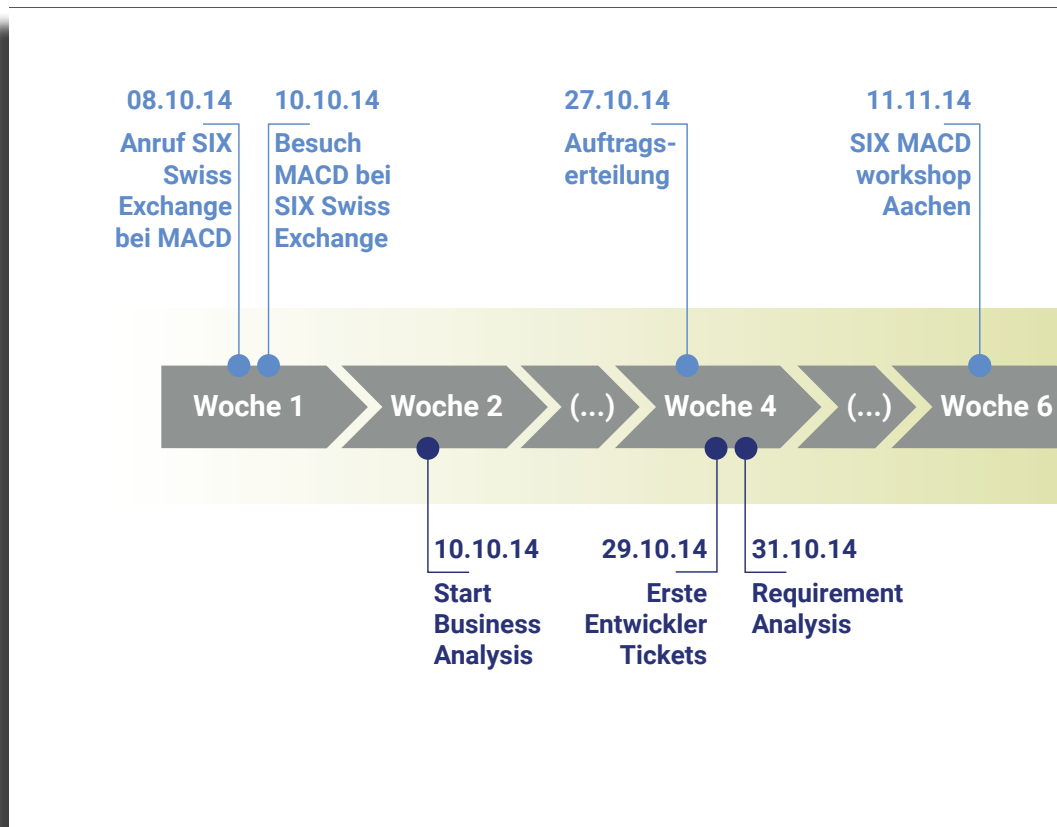 08.10.14
Anruf SIX
Swiss
Exchange
bei MACD
10.10.14
Besuch
MACD bei
SIX Swiss
Exchange
27.10.14
Auftrags-
erteilung
11.11.14
SIX MACD
workshop
Aachen
Woche 1
Woche 2
(...)
Woche 4
(...)
Woche 6
10.10.14
Start
Business
Analysis
29.10.14
Erste
Entwickler
Tickets
31.10.14
Requirement
Analysis